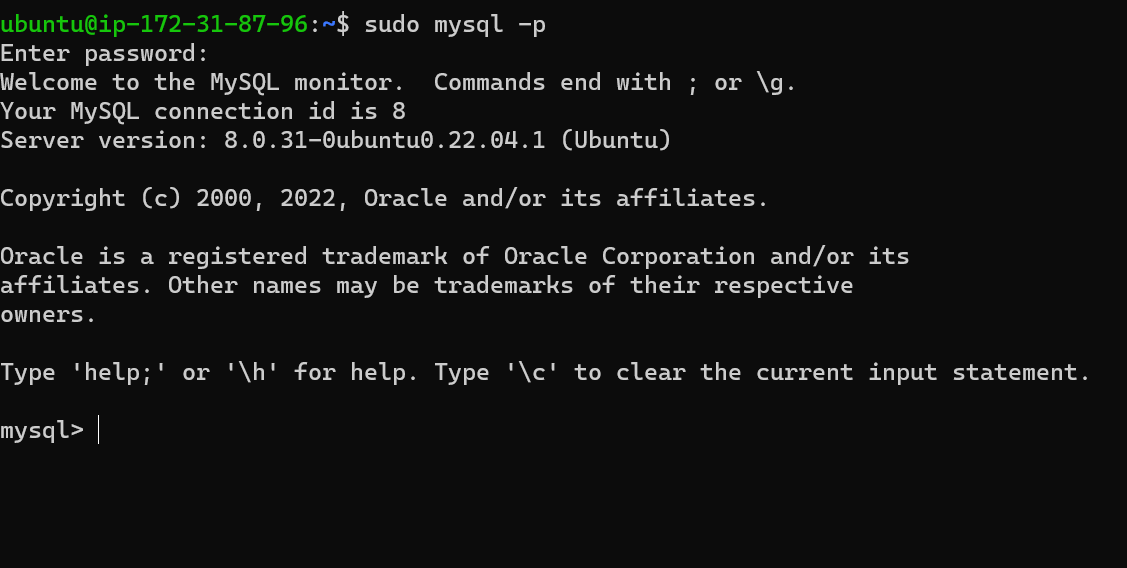 ubuntu@ip-172-31-87-96:~$ sudo mysql -p
Enter password:
Welcome to the MySQL monitor.  Commands end with ; or \g.
Your MySQL connection id is 8
Server version: 8.0.31-0ubuntu0.22.04.1 (Ubuntu)

Copyright (c) 2000, 2022, Oracle and/or its affiliates.

Oracle is a registered trademark of Oracle Corporation and/or its
affiliates. Other names may be trademarks of their respective
owners.

Type 'help;' or '\h' for help. Type '\c' to clear the current input statement.

mysql>